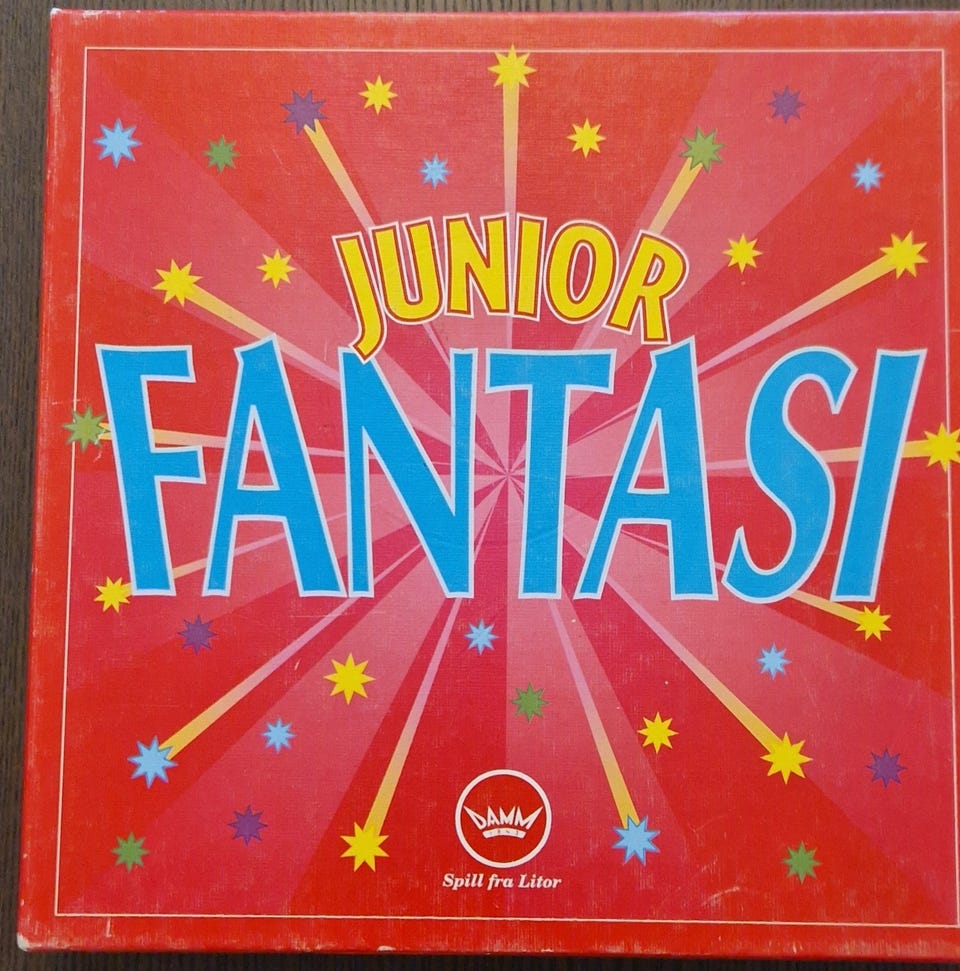 JUNIOR
FANTASI
DAMM
Spill fra Litor